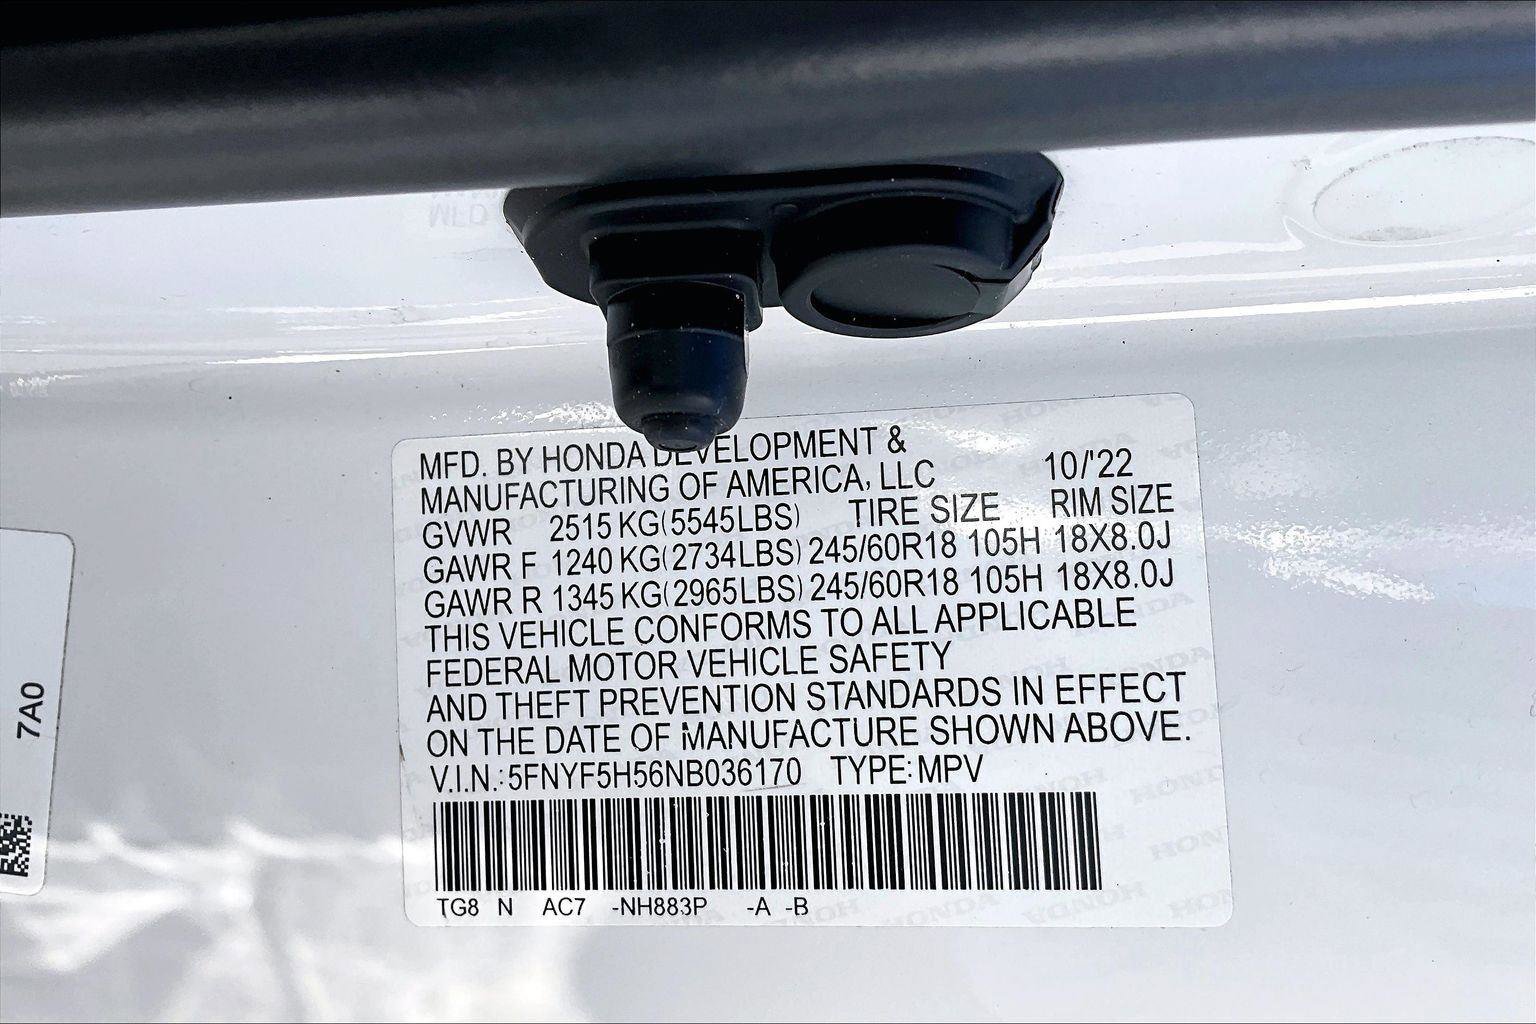 MFD. BY HONDA DEVELOPMENT &
MANUFACTURING OF AMERICA, LLC 10/'22
GVWR 2515 KG(5545LBS) TIRE SIZE RIM SIZE
GAWR F 1240 KG(2734LBS) 245/60R18 105H 18X8.0J
GAWR R 1345 KG(2965LBS) 245/60R18 105H 18X8.0J
THIS VEHICLE CONFORMS TO ALL APPLICABLE
FEDERAL MOTOR VEHICLE SAFETY
AND THEFT PREVENTION STANDARDS IN EFFECT
ON THE DATE OF MANUFACTURE SHOWN ABOVE.
V.I.N.: 5FNYF5H56NB036170 TYPE: MPV
TG8 N AC7 -NH883P -A -B
7A0